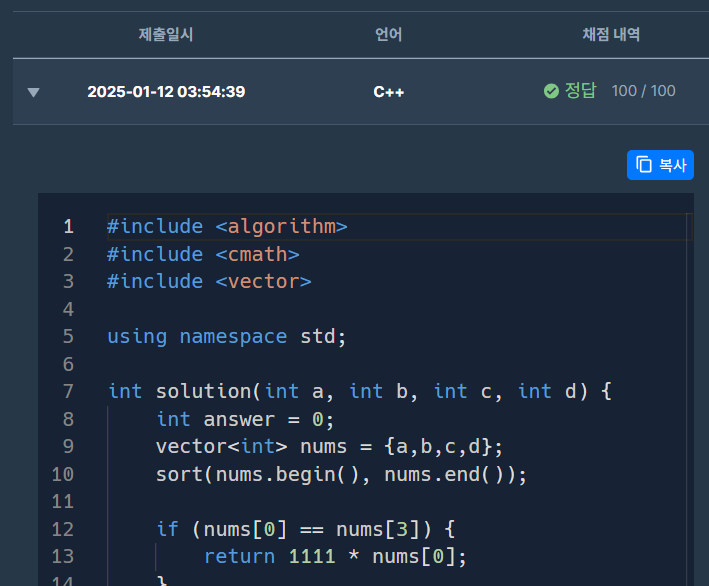 제출일시 언어 채점 내역
2025-01-12 03:54:39 C++ 정답 100 / 100
복사
1 #include <algorithm>
2 #include <cmath>
3 #include <vector>
4
5 using namespace std;
6
7 int solution(int a, int b, int c, int d) {
8 int answer = 0;
9 vector<int> nums = {a,b,c,d};
10 sort(nums.begin(), nums.end());
11
12 if (nums[0] == nums[3]) {
13 return 1111 * nums[0];
14 }